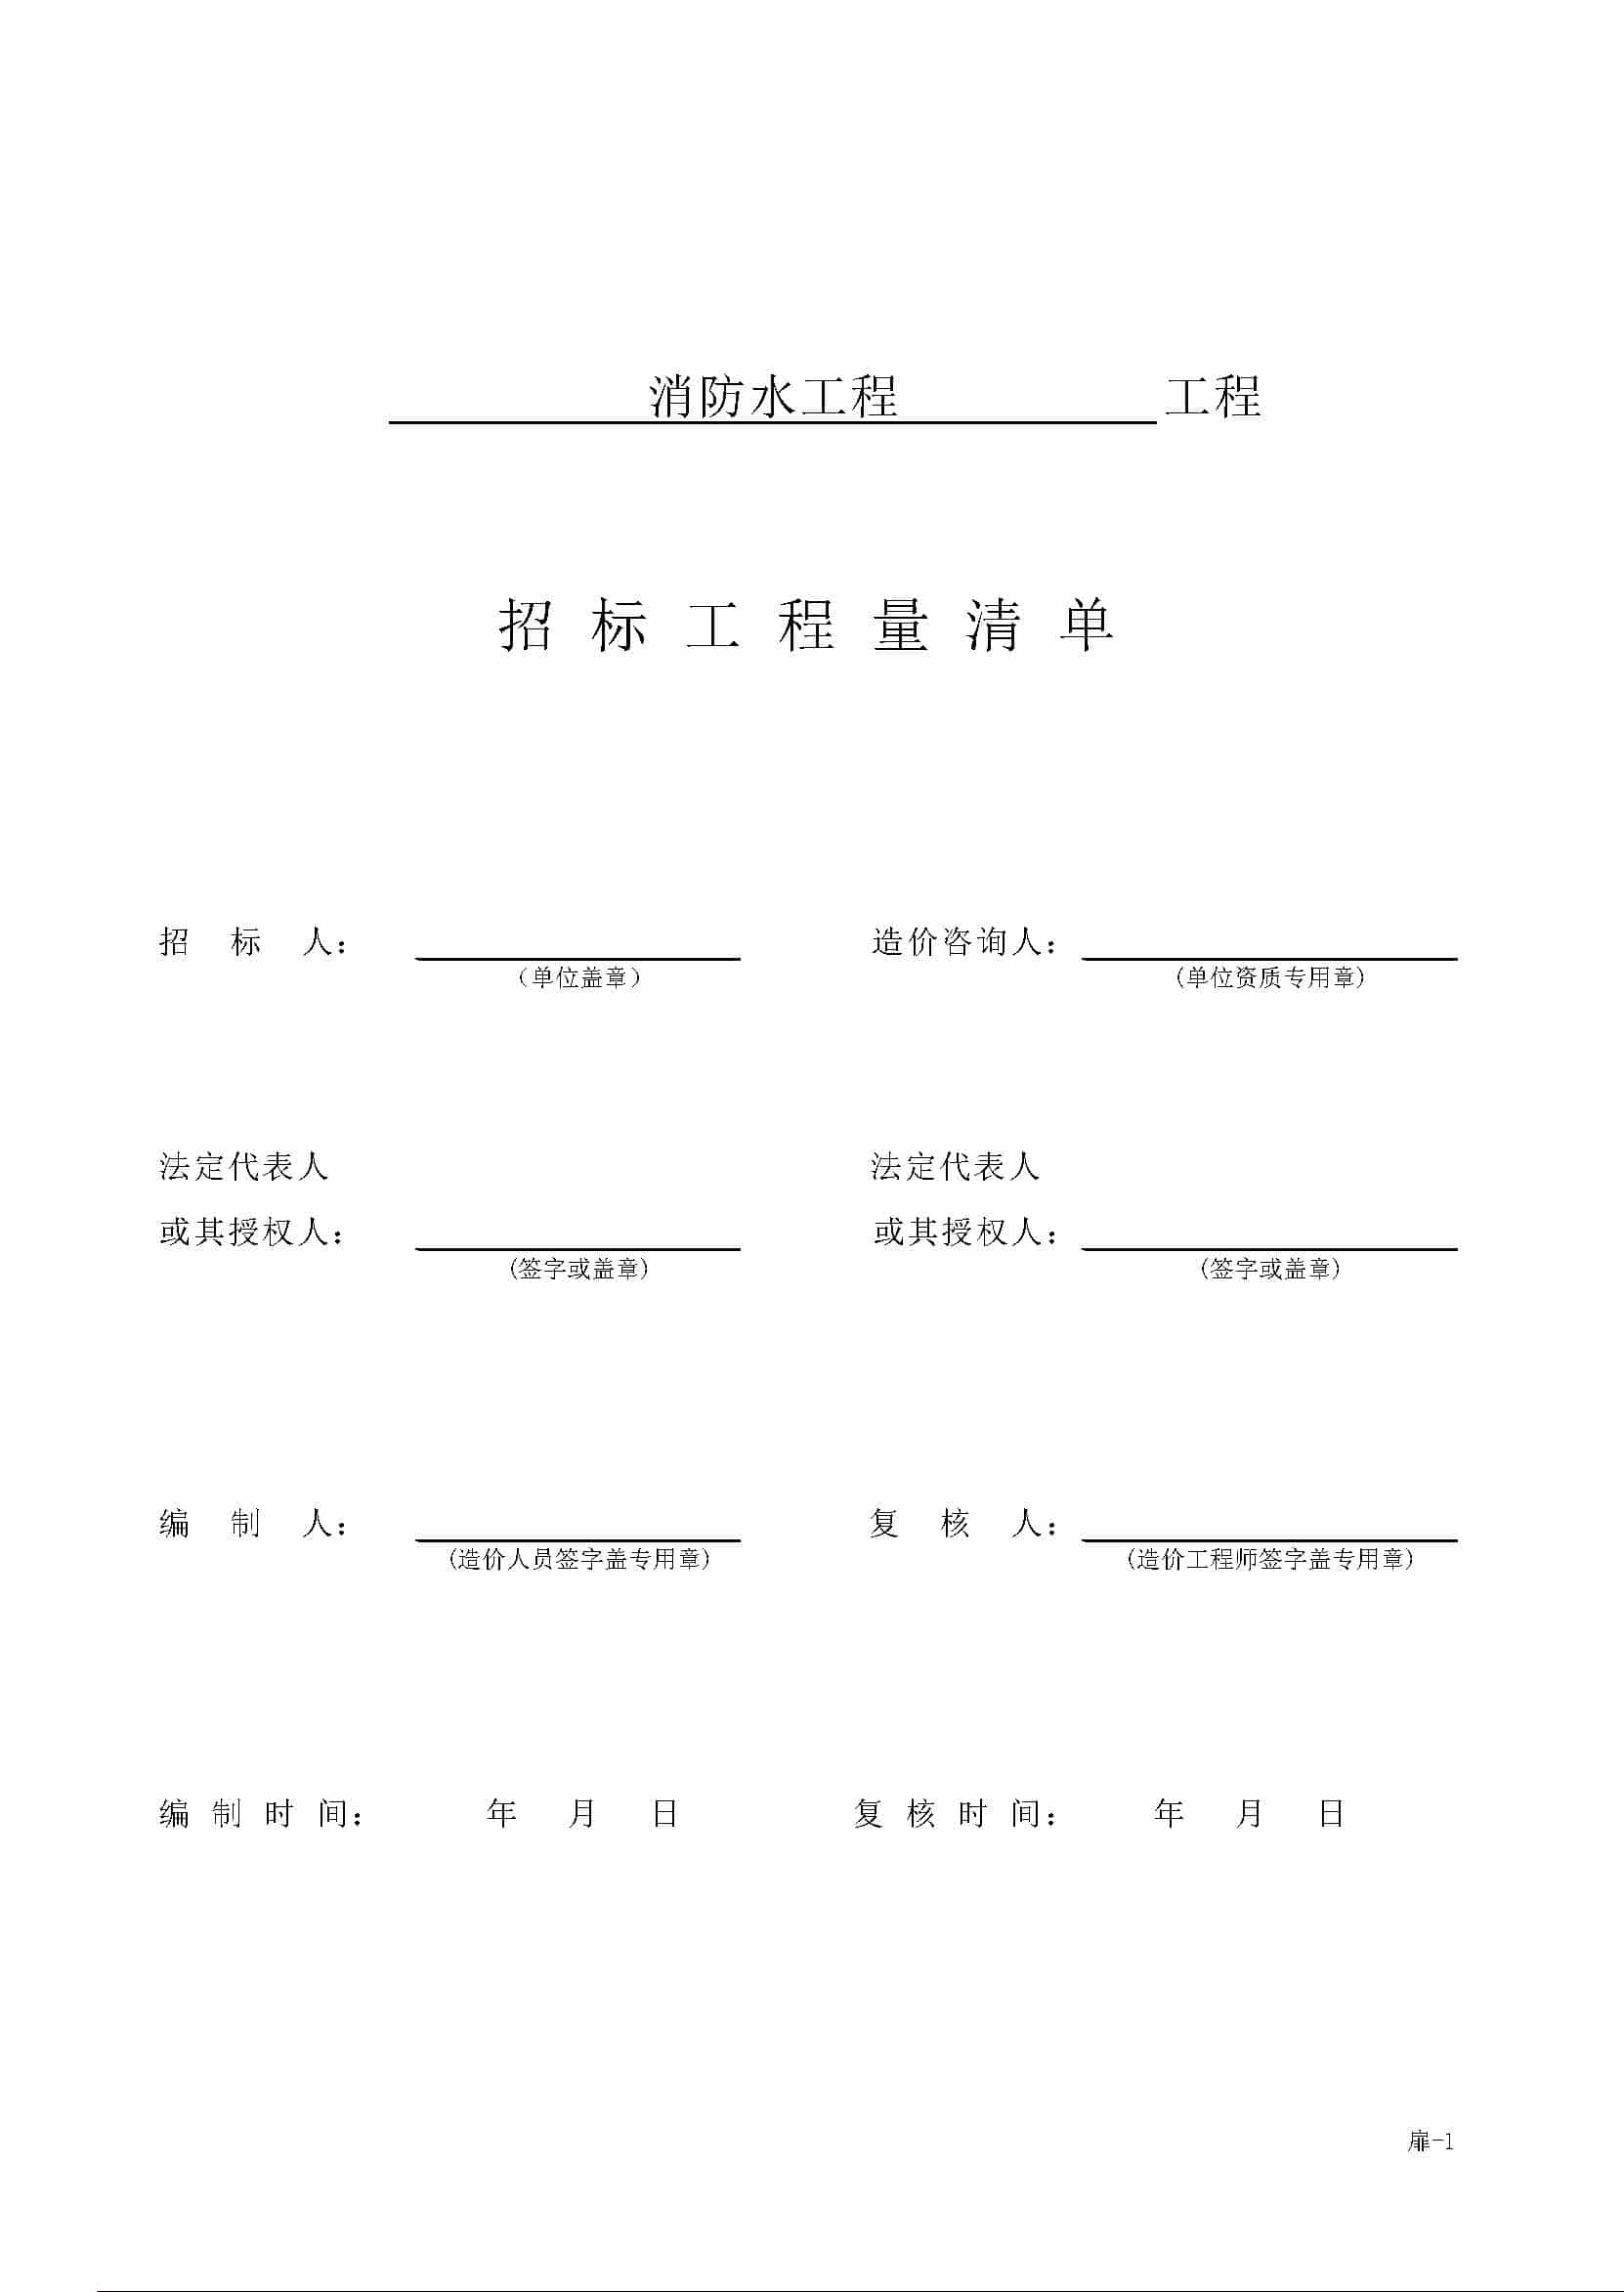 消防水工程 工程
招 标 工 程 量 清 单
招 标 人： 造价咨询人：
（单位盖章） (单位资质专用章)
法定代表人 法定代表人
或其授权人： 或其授权人：
(签字或盖章) (签字或盖章)
编 制 人： 复 核 人：
(造价人员签字盖专用章) (造价工程师签字盖专用章)
编 制 时 间： 年 月 日 复 核 时 间： 年 月 日
扉-1